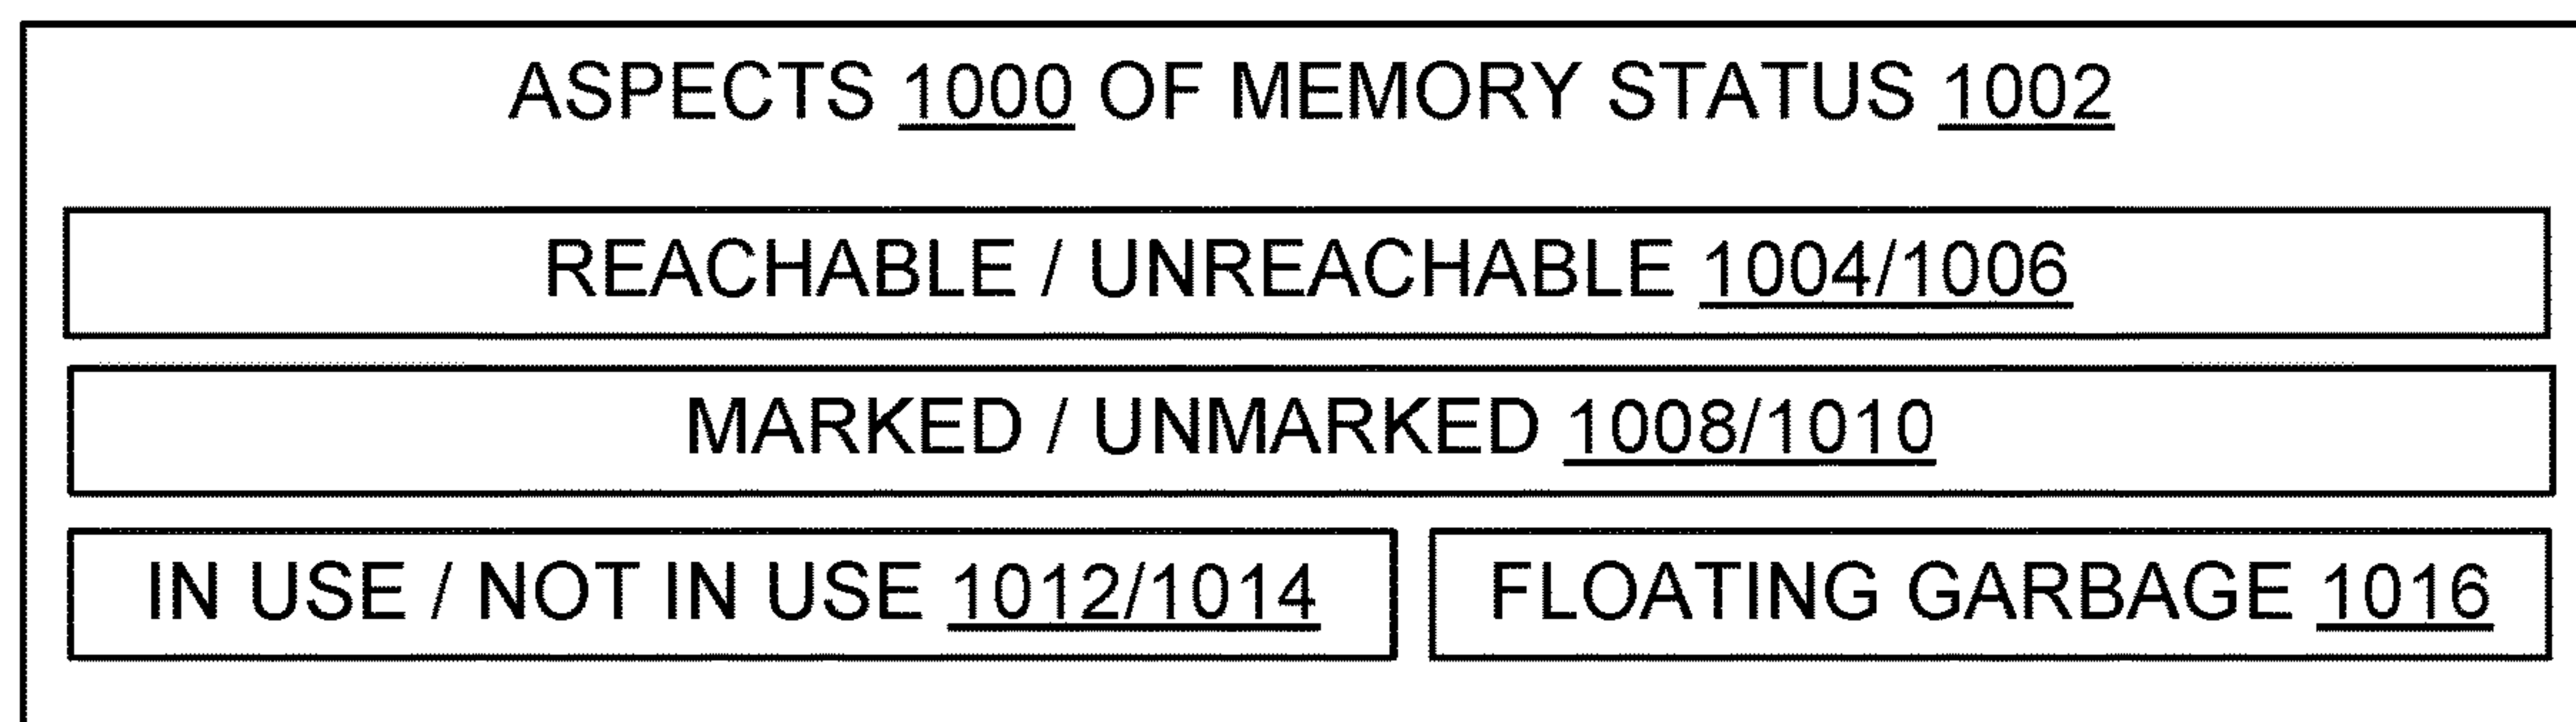 ASPECTS 1000 OF MEMORY STATUS 1002
REACHABLE / UNREACHABLE 1004/1006
MARKED / UNMARKED 1008/1010
IN USE / NOT IN USE 1012/1014
FLOATING GARBAGE 1016